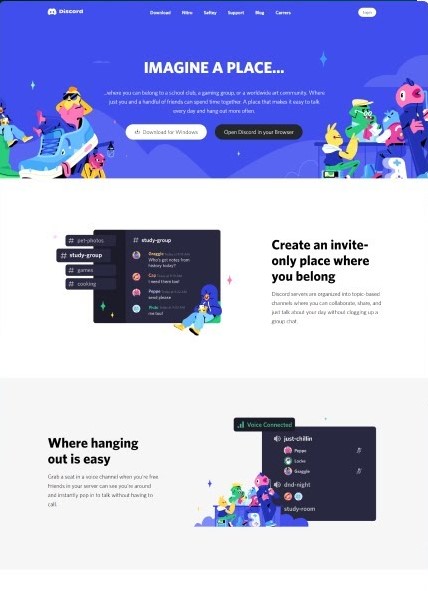 Discord
Download Nitro Safety Support Blog Careers Login
IMAGINE A PLACE...
...where you can belong to a school club, a gaming group, or a worldwide art community. Where
just you and a handful of friends can spend time together. A place that makes it easy to talk
every day and hang out more often.
Download for Windows
Open Discord in your Browser
# pet-photos
# study-group
# games
# cooking
# study-group
Graggle
Who's got notes from
history today?
Cap
I need them too!
Peppe
send please
Phibi
me too!
Create an invite-
only place where
you belong
Discord servers are organized into topic-based
channels where you can collaborate, share, and
just talk about your day without clogging up a
group chat.
Where hanging
out is easy
Grab a seat in a voice channel when you're free.
Friends in your server can see you're around
and instantly pop in to talk without having to
call.
Voice Connected
just-chillin
Peppe
Locke
Graggle
dnd-night
study-room